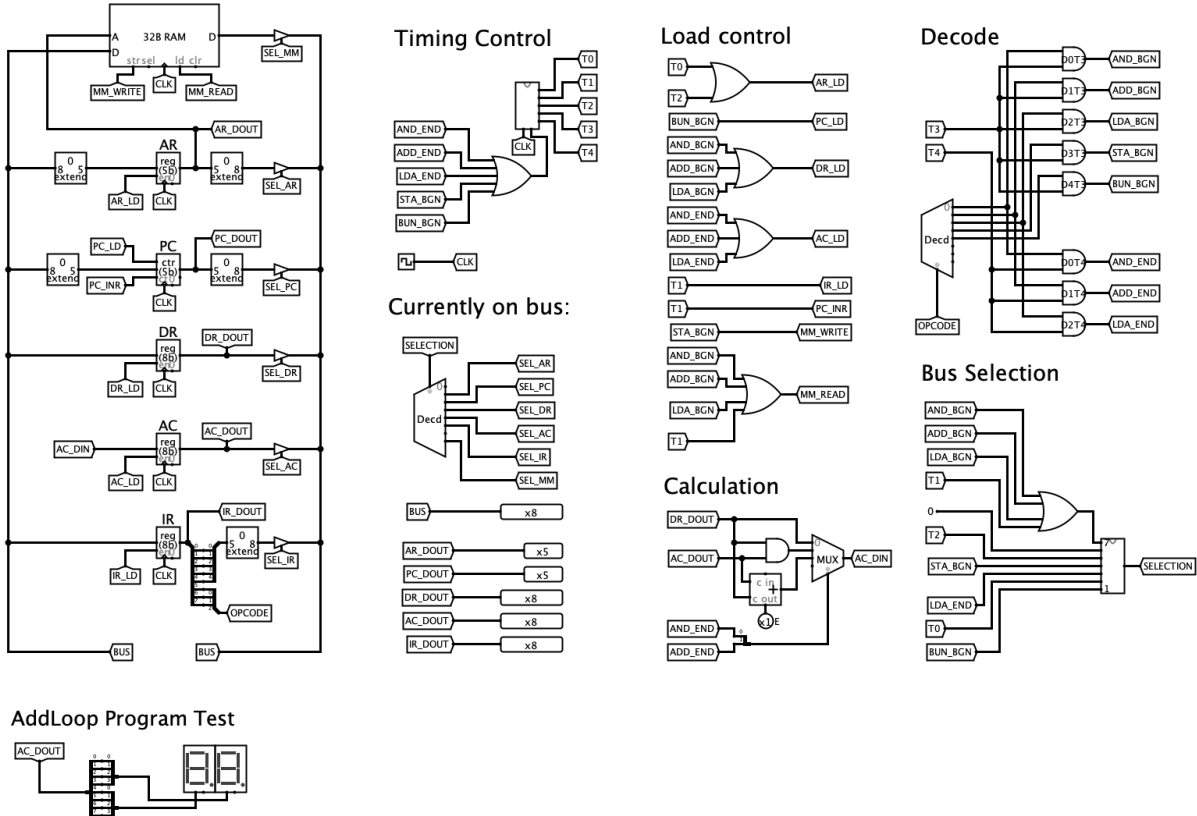 A 32B RAM D
D
str sel ld clr
SEL_MM
MM_WRITE
CLK
MM_READ
AR_DOUT
AR
0
8 5
extend
reg
(5b)
en0
0
5 8
extend
SEL_AR
AR_LD
CLK
PC_LD
PC_DOUT
PC
0
8 5
extend
ctr
(5b)
0
5 8
extend
SEL_PC
PC_INR
CLK
DR
DR_DOUT
reg
(8b)
en0
SEL_DR
DR_LD
CLK
AC
AC_DOUT
AC_DIN
reg
(8b)
en0
SEL_AC
AC_LD
CLK
IR
IR_DOUT
reg
(8b)
en0
0
5 8
extend
SEL_IR
IR_LD
CLK
OPCODE
BUS
BUS
Timing Control
T0
T1
T2
T3
T4
CLK
AND_END
ADD_END
LDA_END
STA_BGN
BUN_BGN
CLK
Currently on bus:
SELECTION
0
Decd
SEL_AR
SEL_PC
SEL_DR
SEL_AC
SEL_IR
SEL_MM
BUS x8
AR_DOUT x5
PC_DOUT x5
DR_DOUT x8
AC_DOUT x8
IR_DOUT x8
Load control
T0
T2
AR_LD
BUN_BGN PC_LD
AND_BGN
ADD_BGN
LDA_BGN
DR_LD
AND_END
ADD_END
LDA_END
AC_LD
T1 IR_LD
T1 PC_INR
STA_BGN MM_WRITE
AND_BGN
ADD_BGN
LDA_BGN
T1
MM_READ
Calculation
DR_DOUT
AC_DOUT
0
MUX
AC_DIN
c in
+
c out
x1 E
AND_END
ADD_END
Decode
T3
T4
0
Decd
OPCODE
D0T3 AND_BGN
D1T3 ADD_BGN
D2T3 LDA_BGN
D3T3 STA_BGN
D4T3 BUN_BGN
D0T4 AND_END
D1T4 ADD_END
D2T4 LDA_END
Bus Selection
AND_BGN
ADD_BGN
LDA_BGN
T1
0
T2
STA_BGN
LDA_END
T0
BUN_BGN
7
1
SELECTION
AddLoop Program Test
AC_DOUT